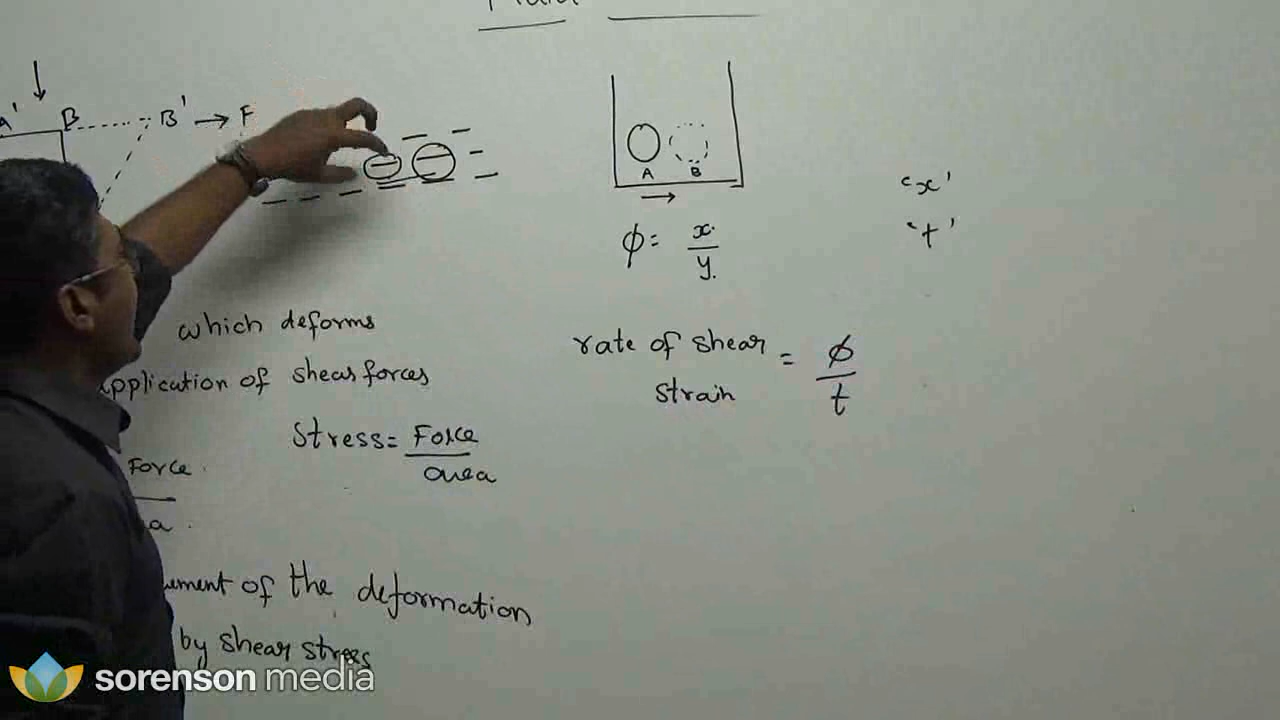 A' B B' → F
A B
φ = x/y
'x'
't'
which deforms
application of shear forces
Stress = Force/area
Force
a
rate of shear strain = φ/t
of the deformation
by shear stress
sorenson media